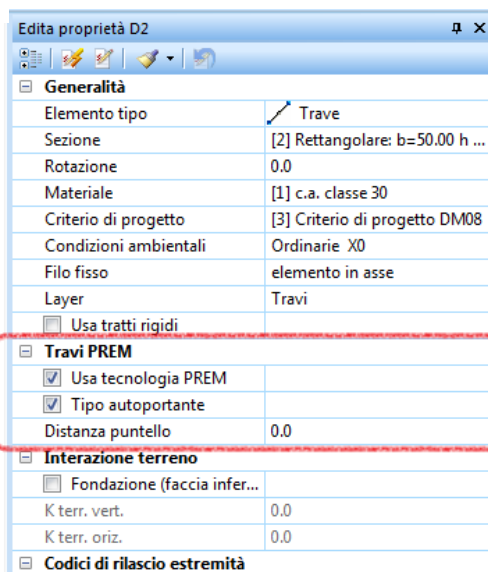 Edita proprietà D2
Generalità
Elemento tipo Trave
Sezione [2] Rettangolare: b=50.00 h ...
Rotazione 0.0
Materiale [1] c.a. classe 30
Criterio di progetto [3] Criterio di progetto DM08
Condizioni ambientali Ordinarie X0
Filo fisso elemento in asse
Layer Travi
Usa tratti rigidi
Travi PREM
Usa tecnologia PREM
Tipo autoportante
Distanza puntello 0.0
Interazione terreno
Fondazione (faccia infer...
K terr. vert. 0.0
K terr. oriz. 0.0
Codici di rilascio estremità